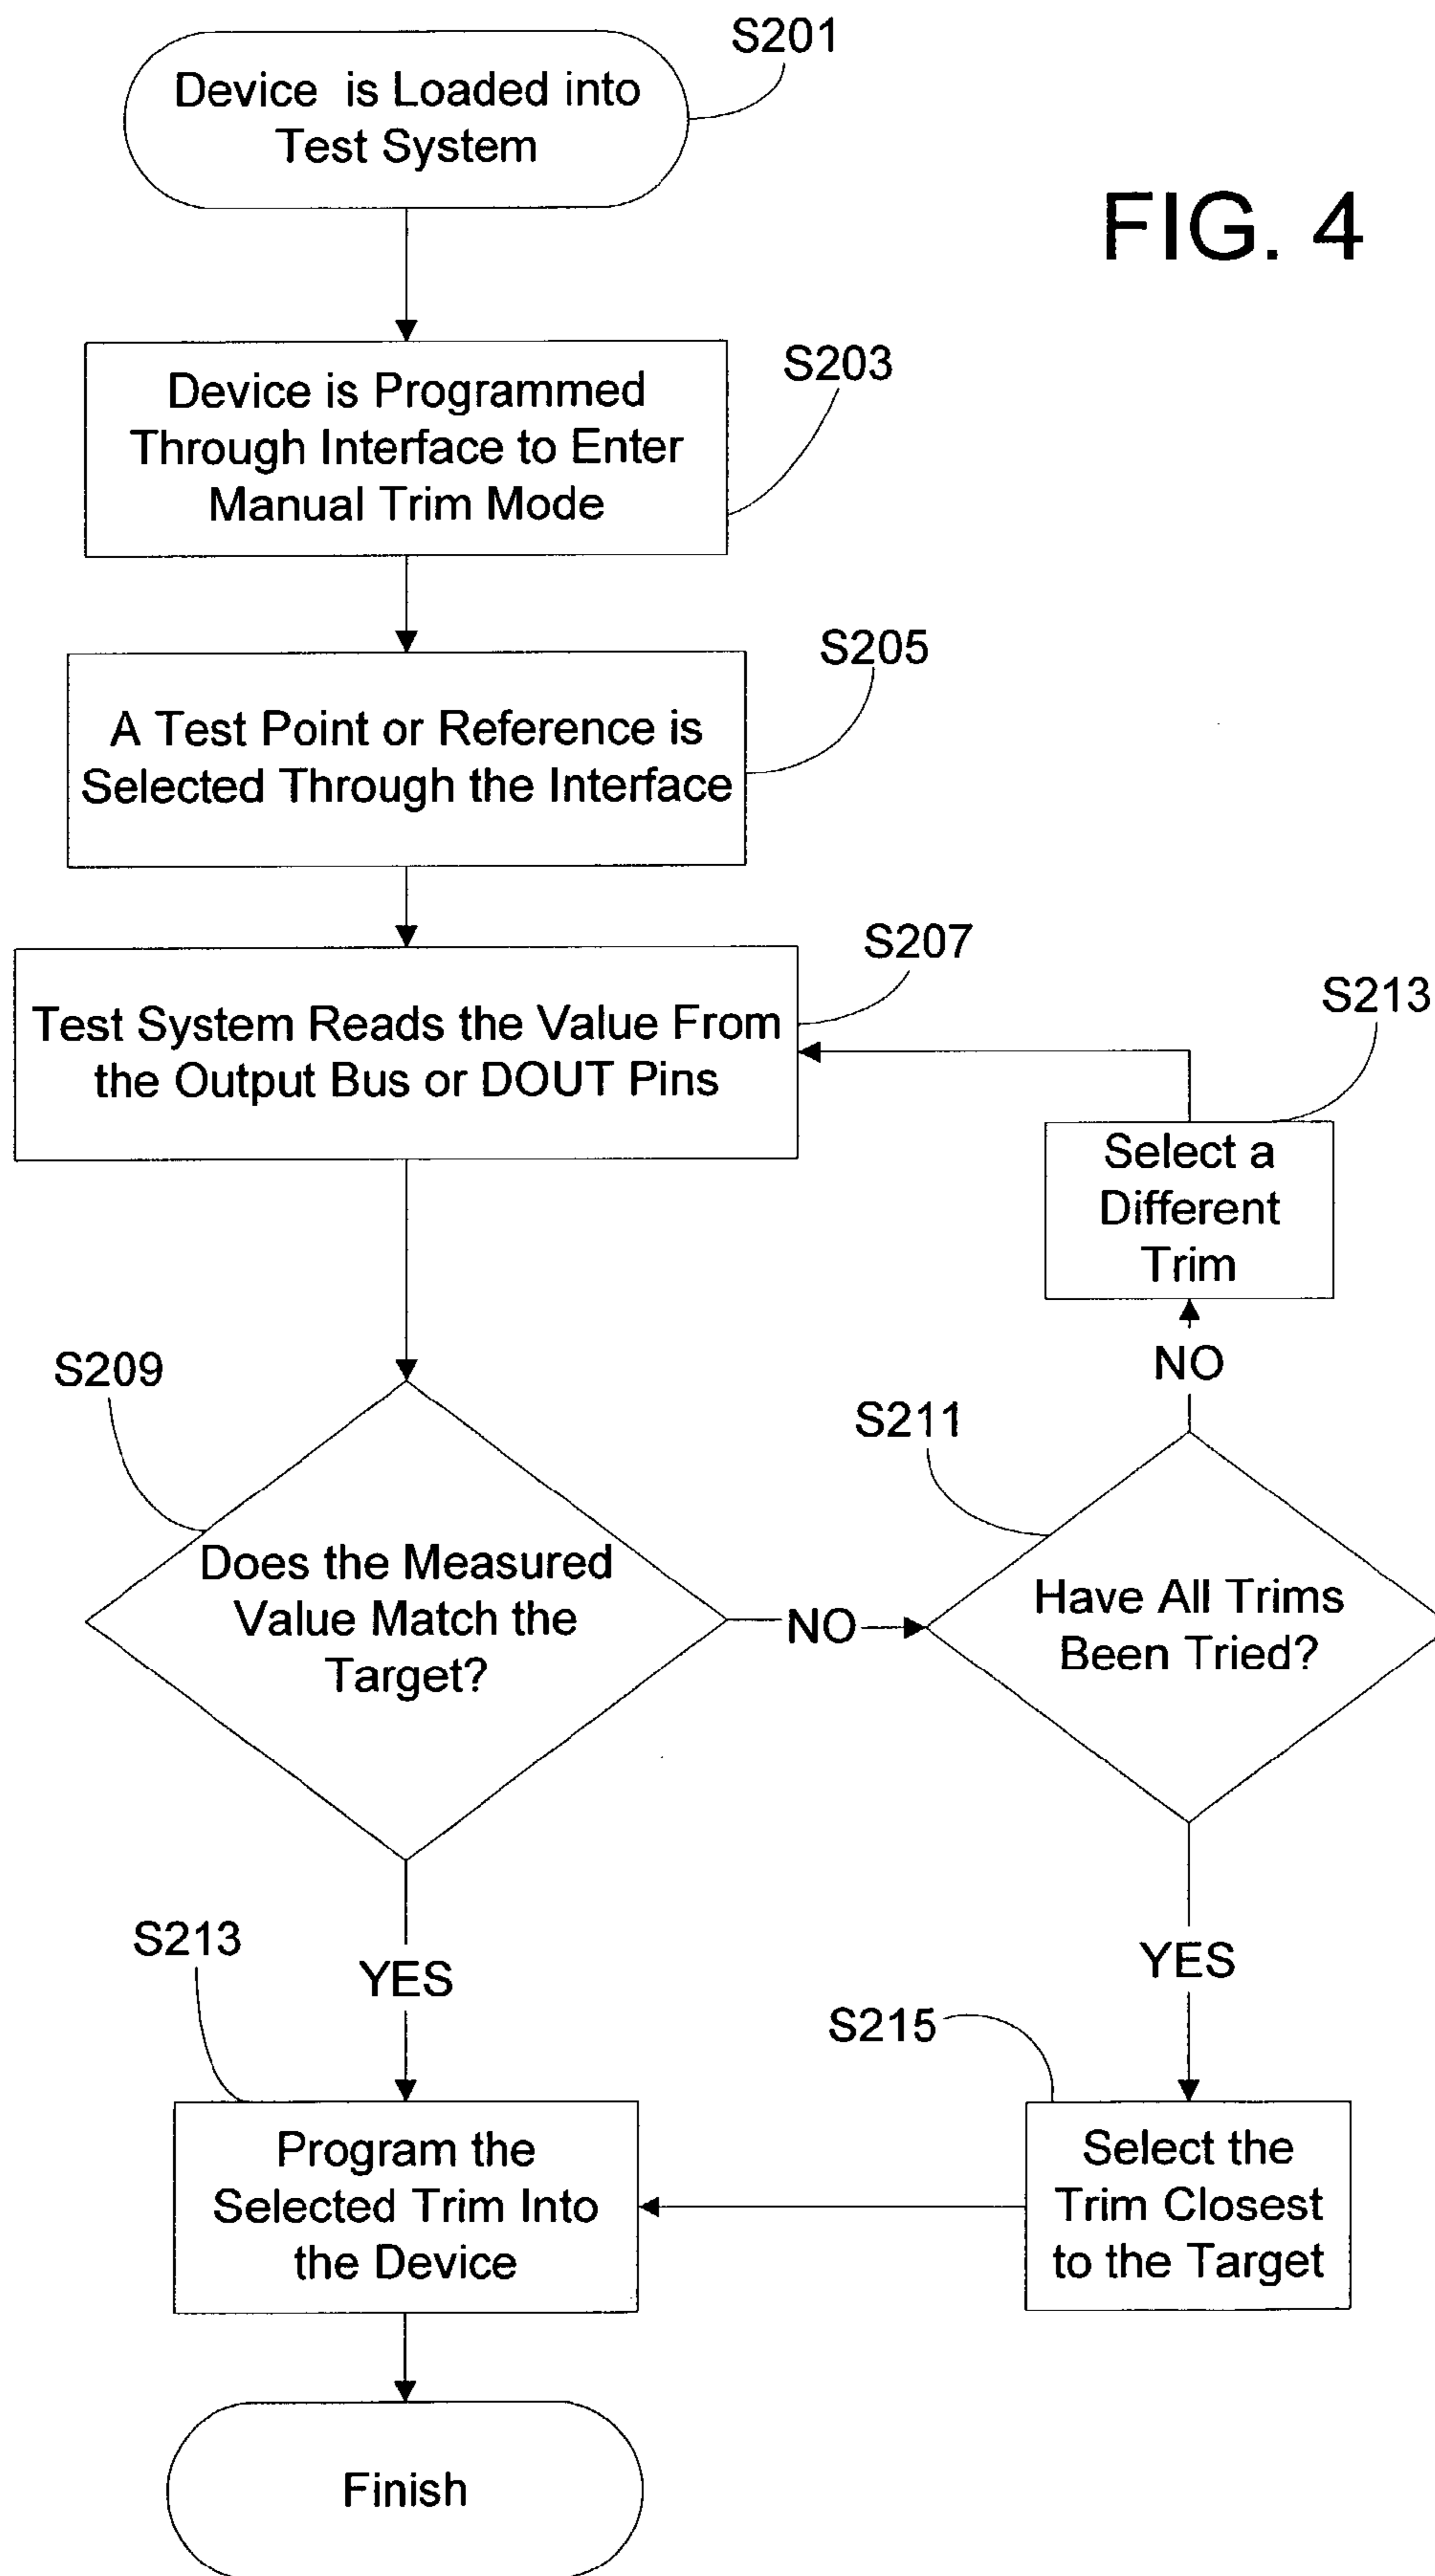 S201
Device is Loaded into
Test System
FIG. 4
S203
Device is Programmed
Through Interface to Enter
Manual Trim Mode
S205
A Test Point or Reference is
Selected Through the Interface
S207
Test System Reads the Value From
the Output Bus or DOUT Pins
S213
Select a
Different
Trim
NO
S209
Does the Measured
Value Match the
Target?
NO
S211
Have All Trims
Been Tried?
S213
YES
YES
S215
Program the
Selected Trim Into
the Device
Select the
Trim Closest
to the Target
Finish